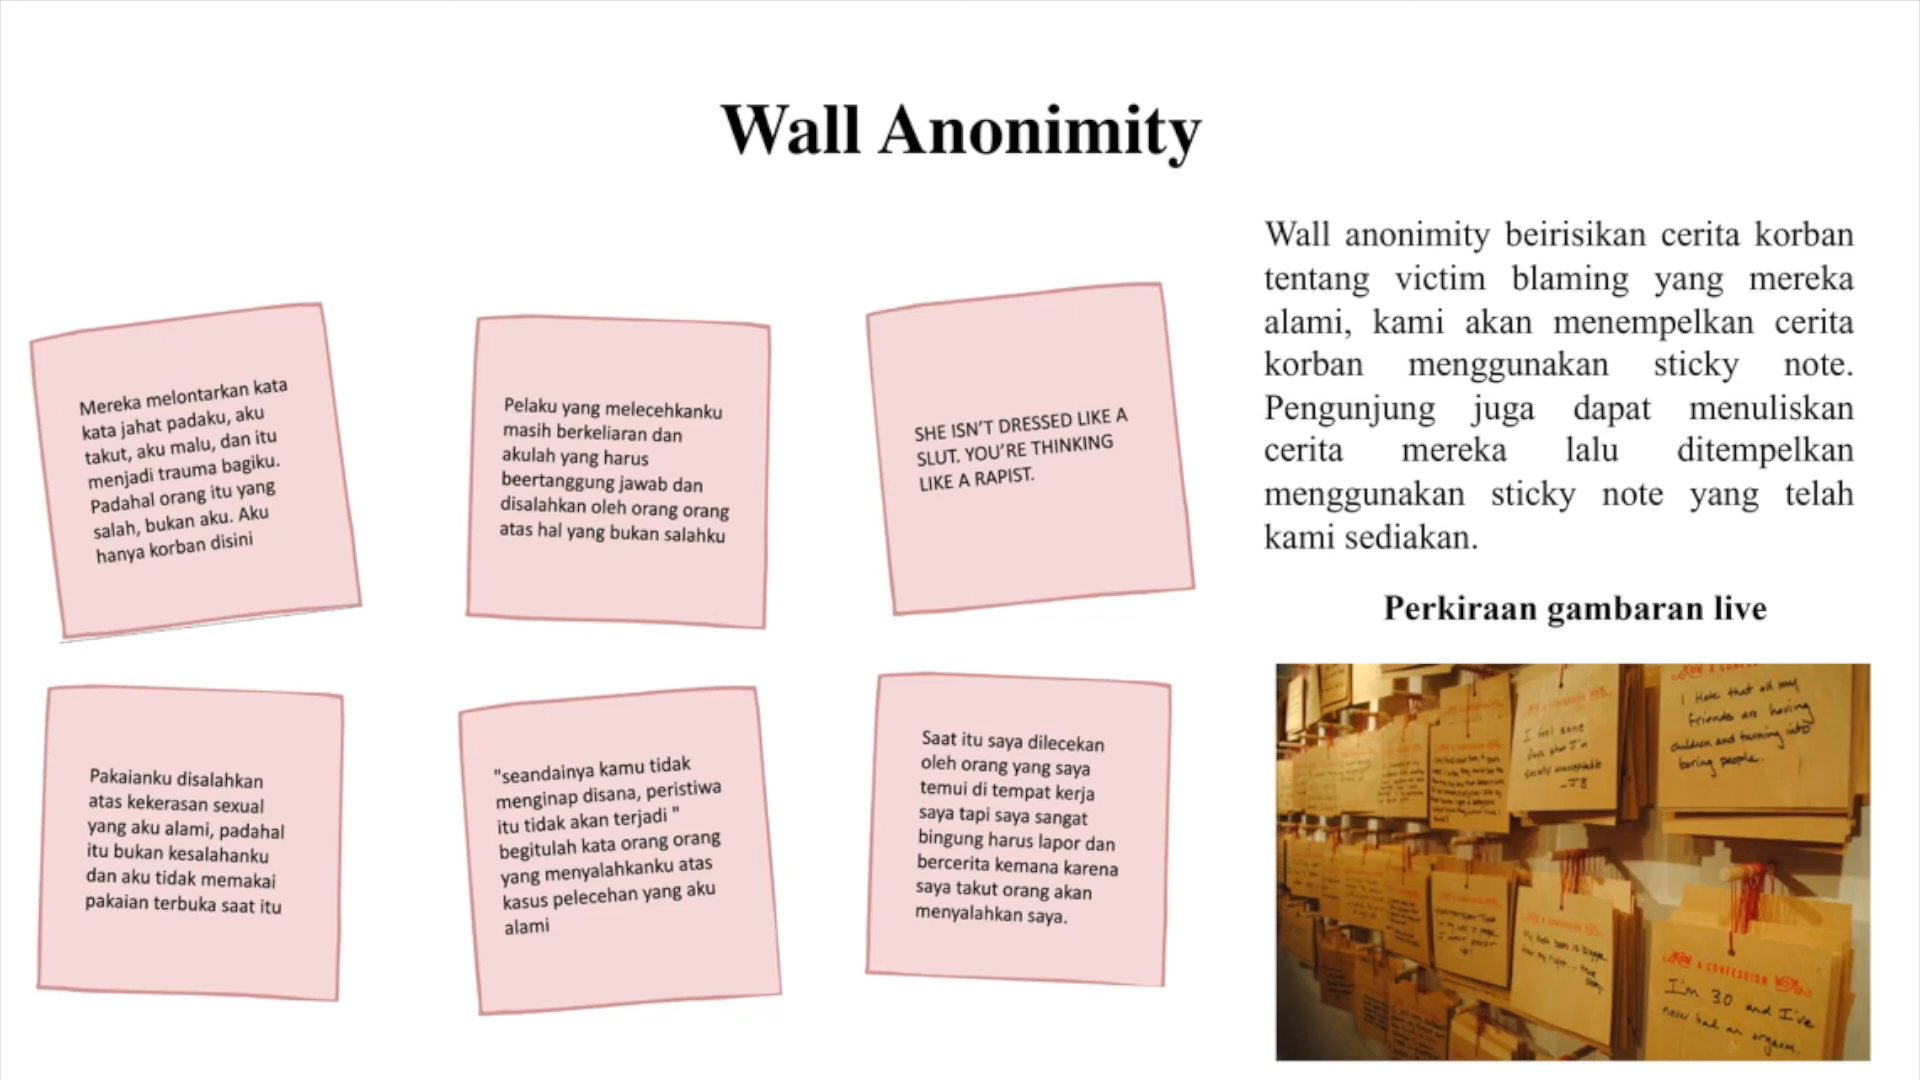 Wall Anonimity
Mereka melontarkan kata
kata jahat padaku, aku
takut, aku malu, dan itu
menjadi trauma bagiku.
Padahal orang itu yang
salah, bukan aku. Aku
hanya korban disini
Pelaku yang melecehkanku
masih berkeliaran dan
akulah yang harus
beertanggung jawab dan
disalahkan oleh orang orang
atas hal yang bukan salahku
SHE ISN'T DRESSED LIKE A
SLUT. YOU'RE THINKING
LIKE A RAPIST.
Pakaianku disalahkan
atas kekerasan sexual
yang aku alami, padahal
itu bukan kesalahanku
dan aku tidak memakai
pakaian terbuka saat itu
"seandainya kamu tidak
menginap disana, peristiwa
itu tidak akan terjadi "
begitulah kata orang orang
yang menyalahkanku atas
kasus pelecehan yang aku
alami
Saat itu saya dilecekan
oleh orang yang saya
temui di tempat kerja
saya tapi saya sangat
bingung harus lapor dan
bercerita kemana karena
saya takut orang akan
menyalahkan saya.
Wall anonimity beirisikan cerita korban
tentang victim blaming yang mereka
alami, kami akan menempelkan cerita
korban menggunakan sticky note.
Pengunjung juga dapat menuliskan
cerita mereka lalu ditempelkan
menggunakan sticky note yang telah
kami sediakan.
Perkiraan gambaran live
I Hate that all my
friends are having
children and turning into
boring people.
I feel some
socially unacceptable
-JB
A CONFESSION
I'm 30 and I've
never had an orgasm.